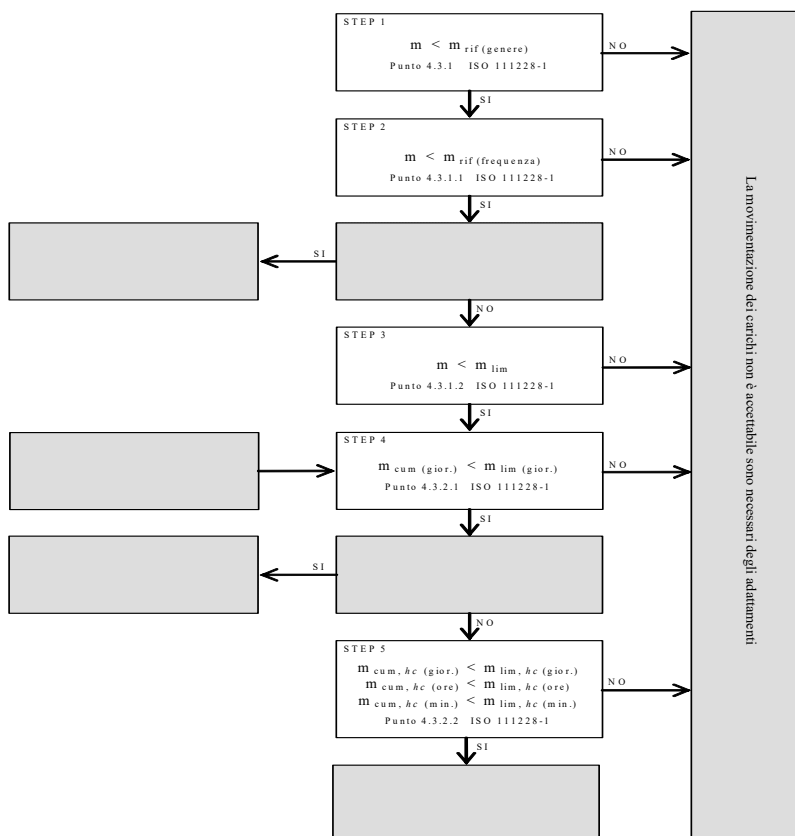 STEP 1
m < m rif (genere)
Punto 4.3.1 ISO 111228-1
NO
SI
STEP 2
m < m rif (frequenza)
Punto 4.3.1.1 ISO 111228-1
NO
SI
SI
NO
STEP 3
m < m lim
Punto 4.3.1.2 ISO 111228-1
NO
SI
STEP 4
m cum (gior.) < m lim (gior.)
Punto 4.3.2.1 ISO 111228-1
NO
SI
SI
NO
STEP 5
m cum, hc (gior.) < m lim, hc (gior.)
m cum, hc (ore) < m lim, hc (ore)
m cum, hc (min.) < m lim, hc (min.)
Punto 4.3.2.2 ISO 111228-1
NO
SI
La movimentazione dei carichi non è accettabile sono necessari degli adattamenti